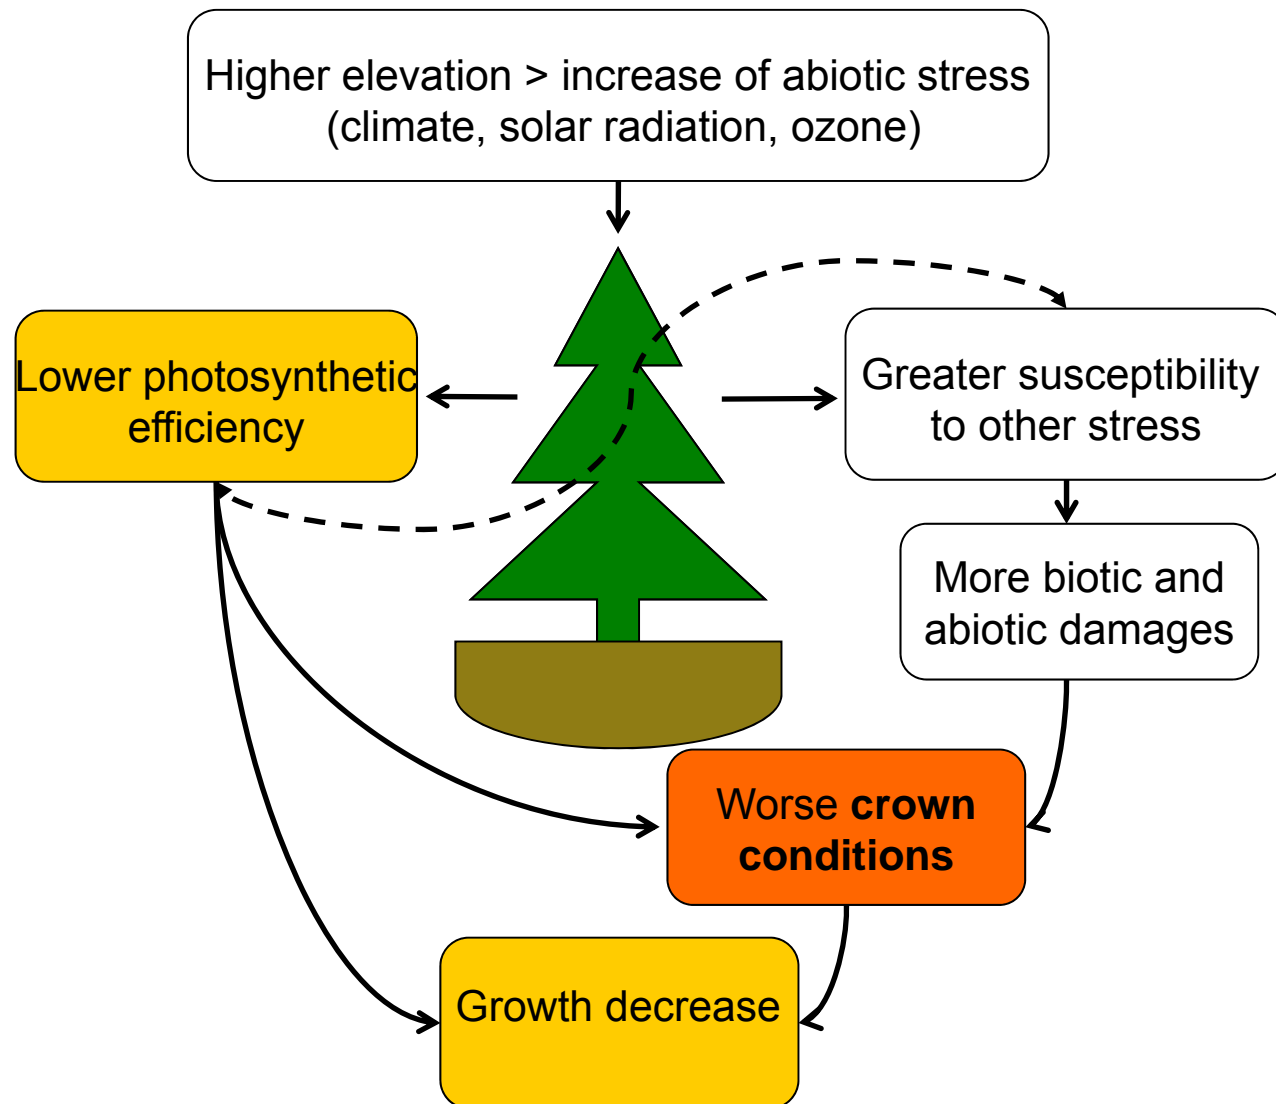 Higher elevation > increase of abiotic stress
(climate, solar radiation, ozone)
Lower photosynthetic
efficiency
Greater susceptibility
to other stress
More biotic and
abiotic damages
Worse crown
conditions
Growth decrease